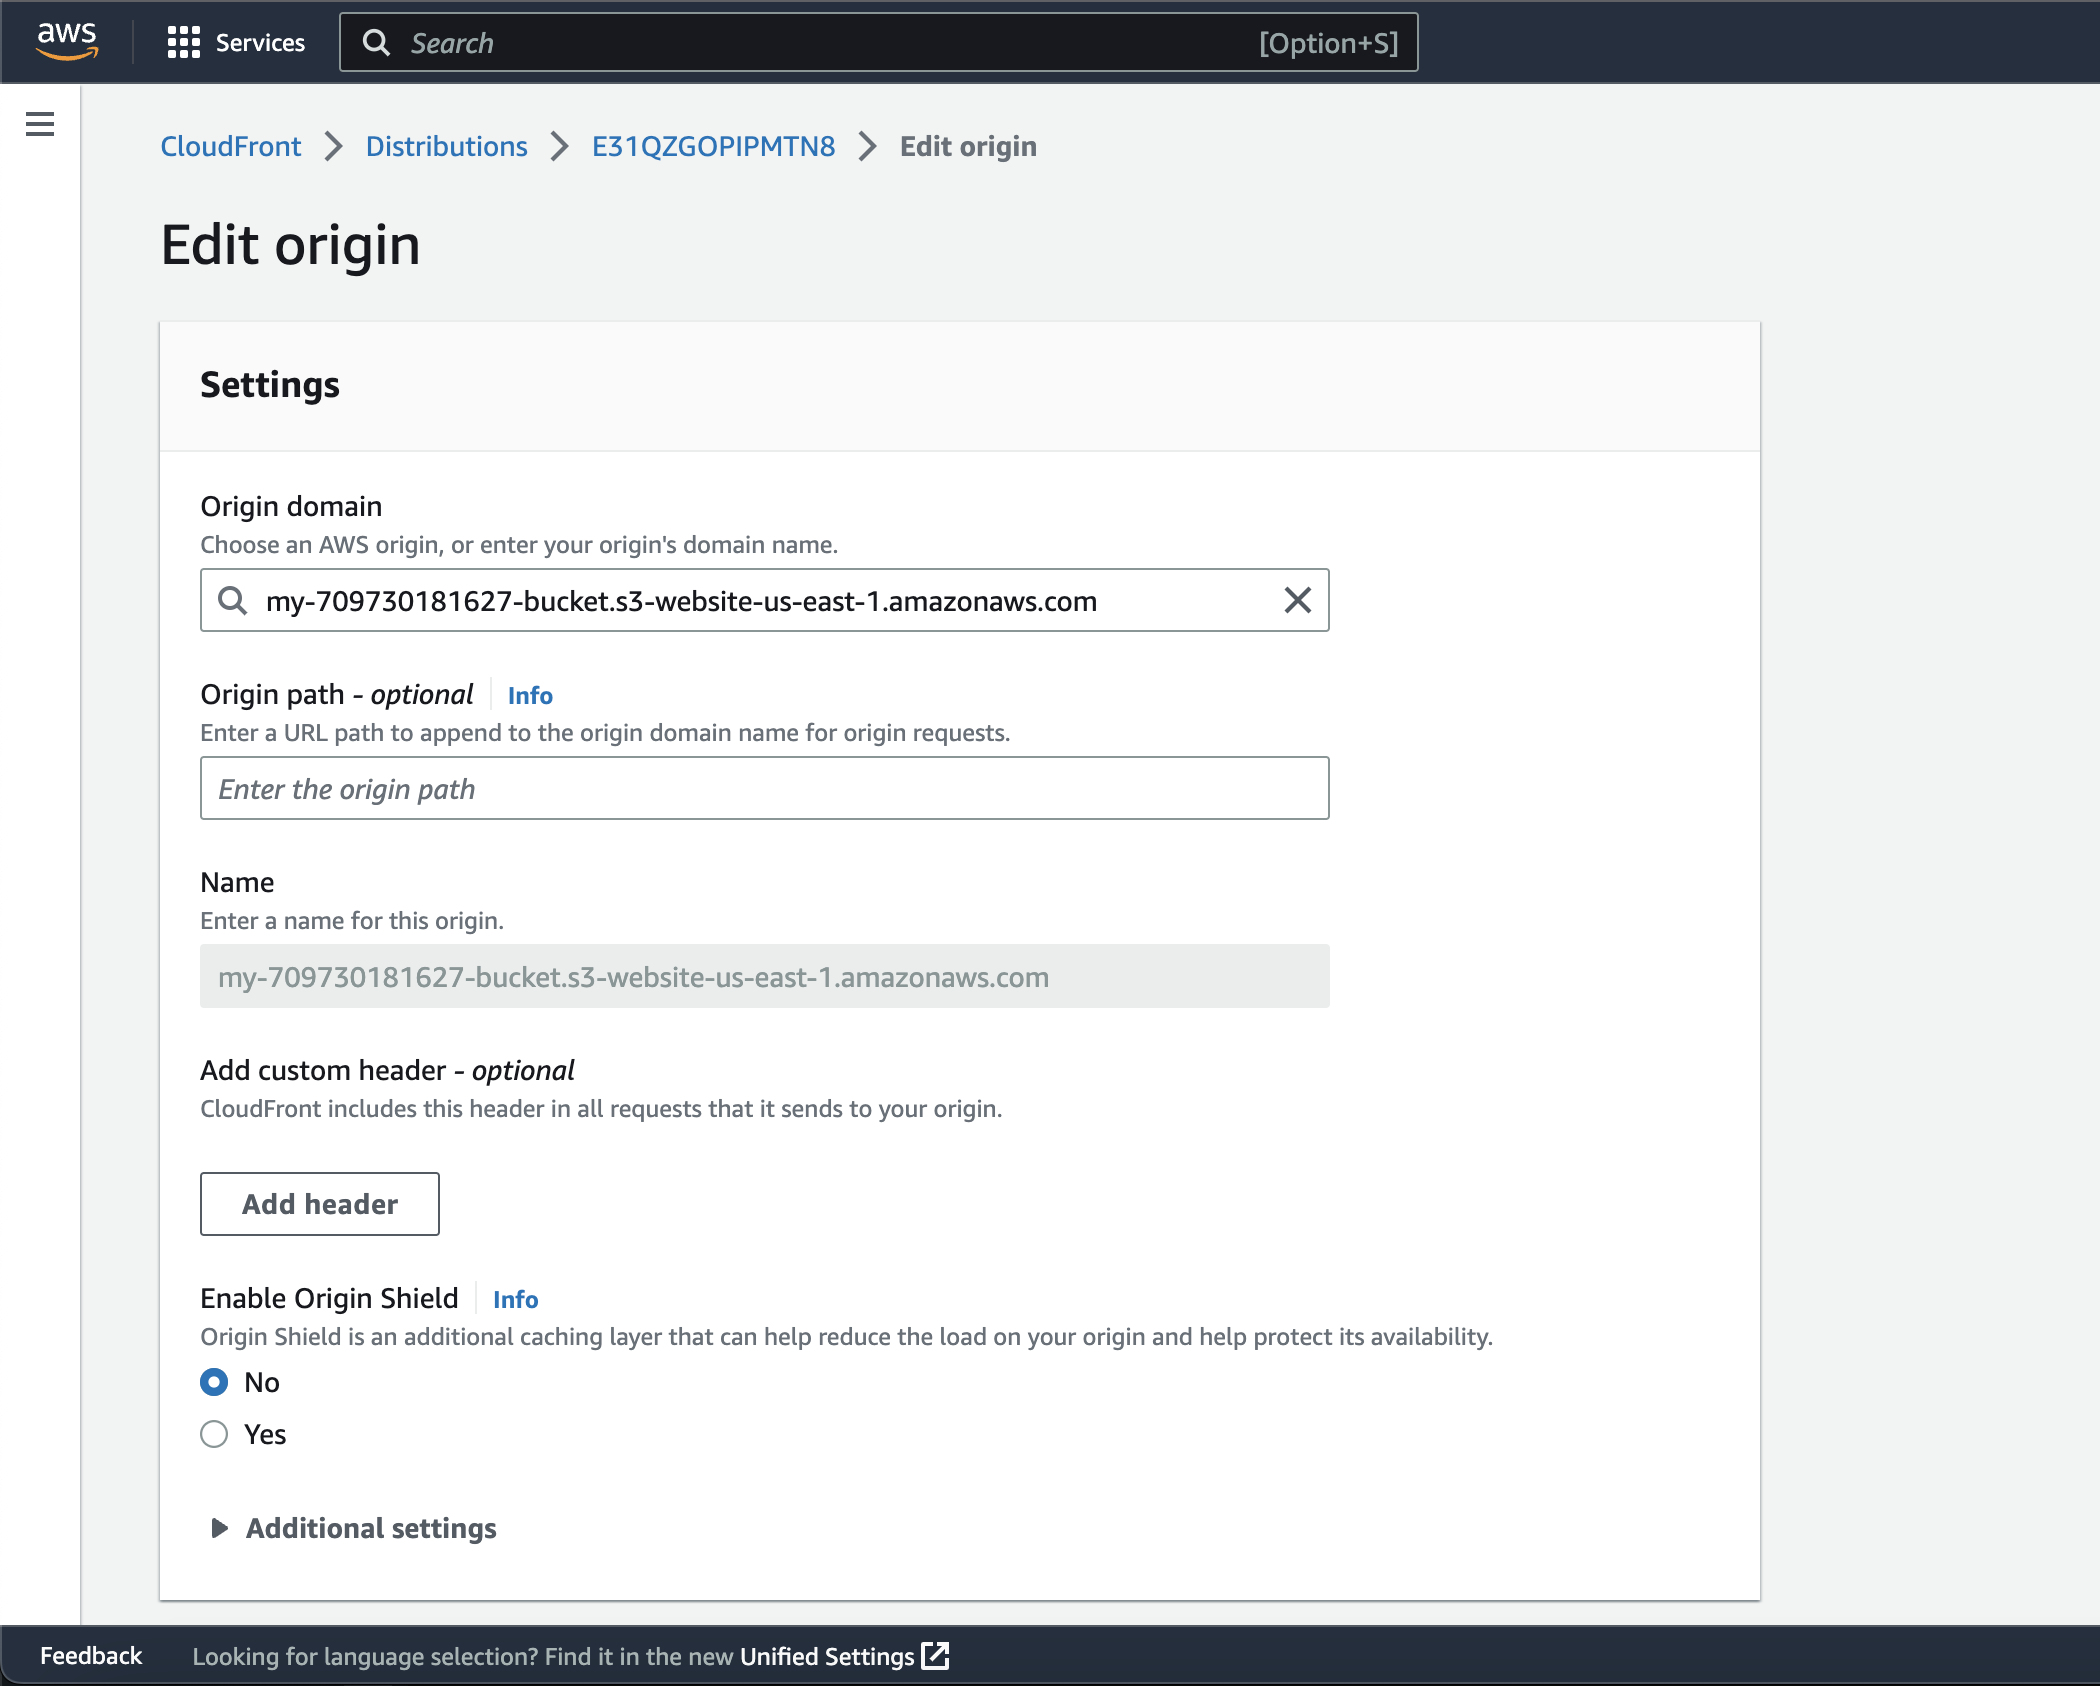 aws Services Search [Option+S]
CloudFront Distributions E31QZGOPIPMTN8 Edit origin
Edit origin
Settings
Origin domain
Choose an AWS origin, or enter your origin's domain name.
my-709730181627-bucket.s3-website-us-east-1.amazonaws.com
Origin path - optional Info
Enter a URL path to append to the origin domain name for origin requests.
Enter the origin path
Name
Enter a name for this origin.
my-709730181627-bucket.s3-website-us-east-1.amazonaws.com
Add custom header - optional
CloudFront includes this header in all requests that it sends to your origin.
Add header
Enable Origin Shield Info
Origin Shield is an additional caching layer that can help reduce the load on your origin and help protect its availability.
No
Yes
Additional settings
Feedback Looking for language selection? Find it in the new Unified Settings